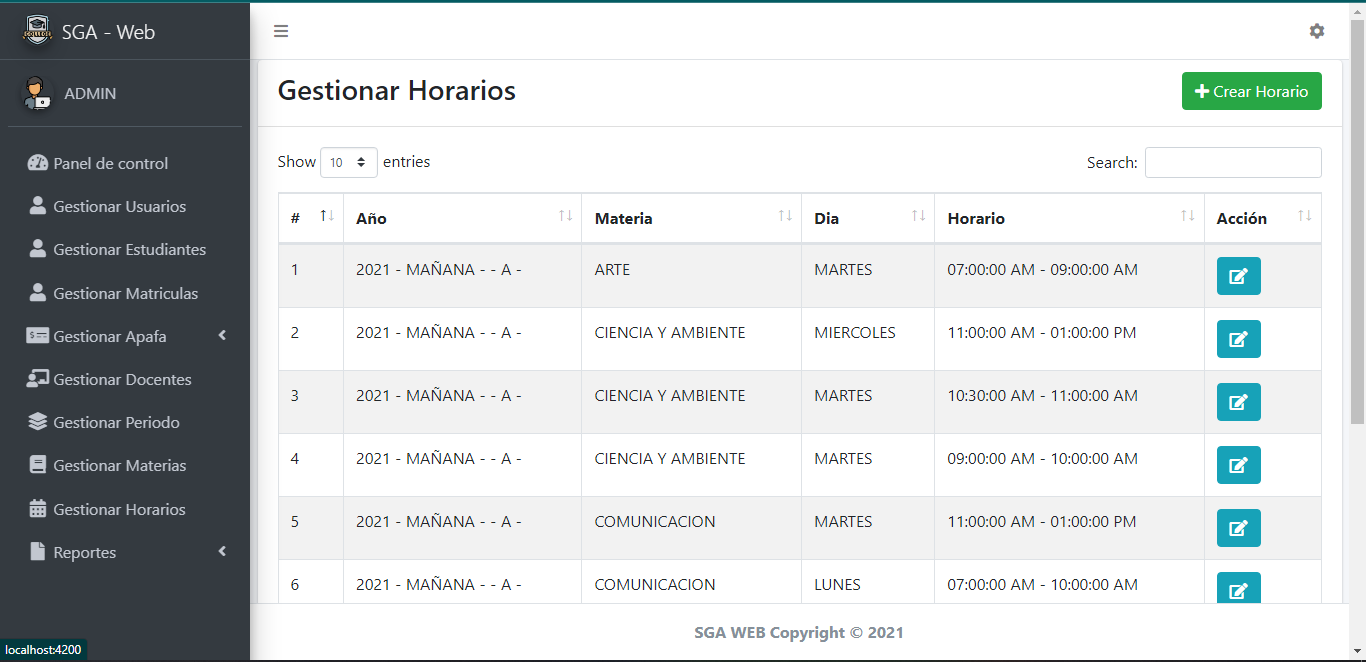 SGA - Web
ADMIN
Panel de control
Gestionar Usuarios
Gestionar Estudiantes
Gestionar Matriculas
Gestionar Apafa
Gestionar Docentes
Gestionar Periodo
Gestionar Materias
Gestionar Horarios
Reportes
localhost:4200
Gestionar Horarios
Crear Horario
Show 10 entries
Search:
# Año Materia Dia Horario Acción
1 2021 - MAÑANA - - A - ARTE MARTES 07:00:00 AM - 09:00:00 AM
2 2021 - MAÑANA - - A - CIENCIA Y AMBIENTE MIERCOLES 11:00:00 AM - 01:00:00 PM
3 2021 - MAÑANA - - A - CIENCIA Y AMBIENTE MARTES 10:30:00 AM - 11:00:00 AM
4 2021 - MAÑANA - - A - CIENCIA Y AMBIENTE MARTES 09:00:00 AM - 10:00:00 AM
5 2021 - MAÑANA - - A - COMUNICACION MARTES 11:00:00 AM - 01:00:00 PM
6 2021 - MAÑANA - - A - COMUNICACION LUNES 07:00:00 AM - 10:00:00 AM
SGA WEB Copyright © 2021